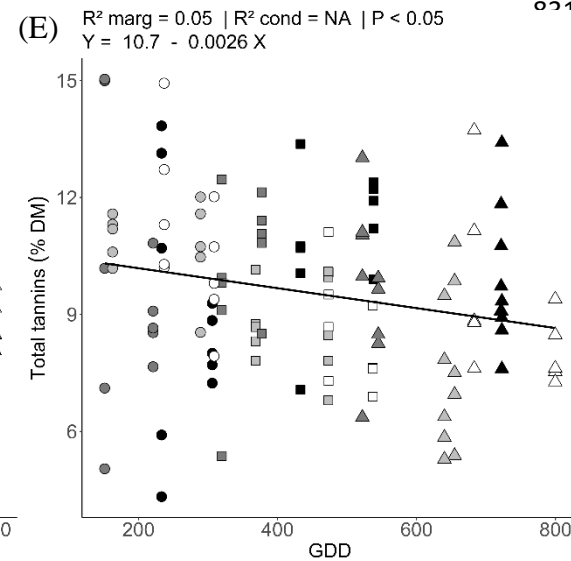 (E)
R² marg = 0.05 | R² cond = NA | P < 0.05
Y = 10.7 - 0.0026 X
Total tannins (% DM)
15
12
9
6
200 400 600 800
GDD